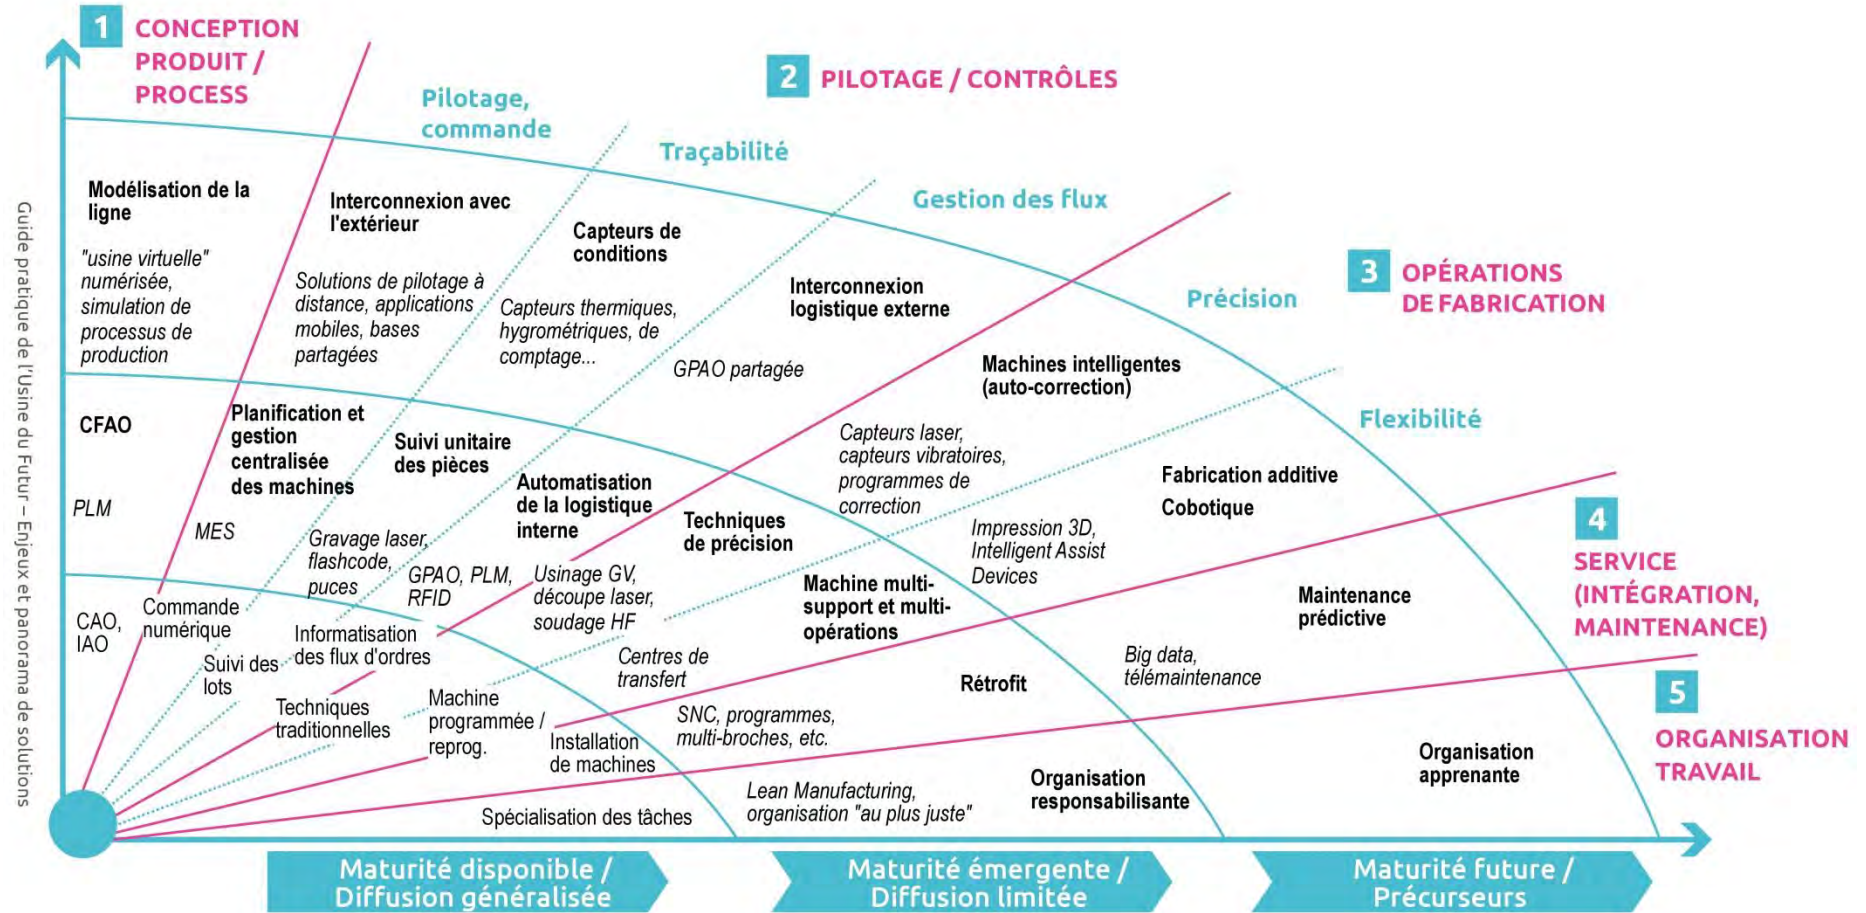 1 CONCEPTION
PRODUIT /
PROCESS
2 PILOTAGE / CONTRÔLES
Pilotage,
commande
Traçabilité
Gestion des flux
3 OPÉRATIONS
DE FABRICATION
Précision
Flexibilité
4
SERVICE
(INTÉGRATION,
MAINTENANCE)
5
ORGANISATION
TRAVAIL
Modélisation de la
ligne
"usine virtuelle"
numérisée,
simulation de
processus de
production
Interconnexion avec
l'extérieur
Solutions de pilotage à
distance, applications
mobiles, bases
partagées
Capteurs de
conditions
Capteurs thermiques,
hygrométriques, de
comptage...
Interconnexion
logistique externe
GPAO partagée
Machines intelligentes
(auto-correction)
Capteurs laser,
capteurs vibratoires,
programmes de
correction
Fabrication additive
Cobotique
Impression 3D,
Intelligent Assist
Devices
Maintenance
prédictive
Big data,
télémaintenance
Organisation
apprenante
CFAO
PLM
Planification et
gestion
centralisée
des machines
MES
Suivi unitaire
des pièces
Gravage laser,
flashcode,
puces
Automatisation
de la logistique
interne
GPAO, PLM,
RFID
Techniques
de précision
Usinage GV,
découpe laser,
soudage HF
Machine multi-
support et multi-
opérations
Centres de
transfert
Rétrofit
SNC, programmes,
multi-broches, etc.
Organisation
responsabilisante
Lean Manufacturing,
organisation "au plus juste"
CAO,
IAO
Commande
numérique
Suivi des
lots
Informatisation
des flux d'ordres
Techniques
traditionnelles
Machine
programmée /
reprog.
Installation
de machines
Spécialisation des tâches
Maturité disponible /
Diffusion généralisée
Maturité émergente /
Diffusion limitée
Maturité future /
Précurseurs
Guide pratique de l'Usine du Futur – Enjeux et panorama de solutions